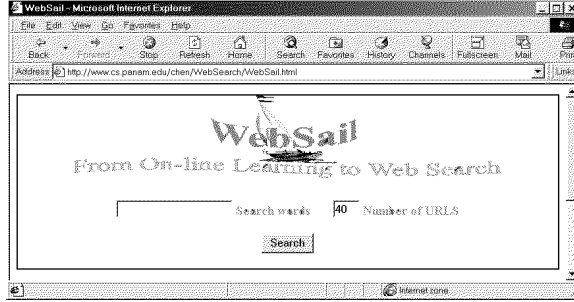 WebSail - Microsoft Internet Explorer
File Edit View Go Favorites Help
Back Forward Stop Refresh Home Search Favorites History Channels Fullscreen Mail Prin
Address http://www.cs.panam.edu/chen/WebSearch/WebSail.html Links
WebSail
From On-line Learning to Web Search
Search words 40 Number of URLS
Search
Internet zone